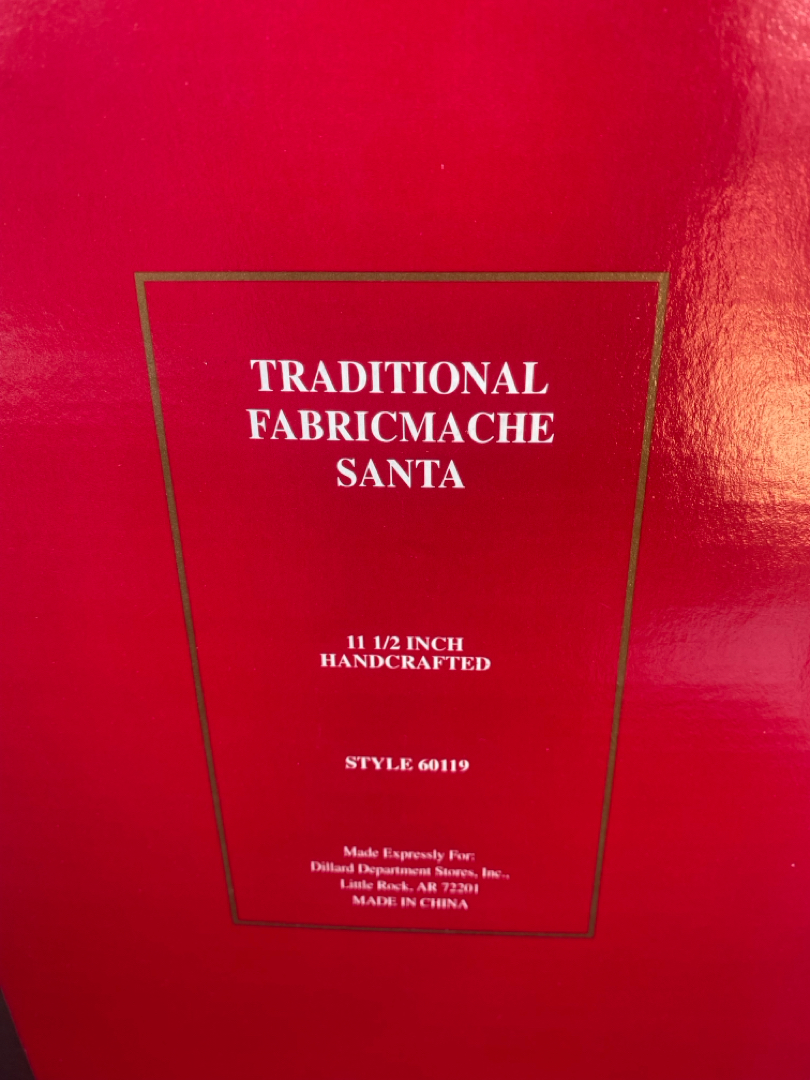 TRADITIONAL
FABRICMACHE
SANTA
11 1/2 INCH
HANDCRAFTED
STYLE 60119
Made Expressly For:
Dillard Department Stores, Inc.,
Little Rock, AR 72201
MADE IN CHINA